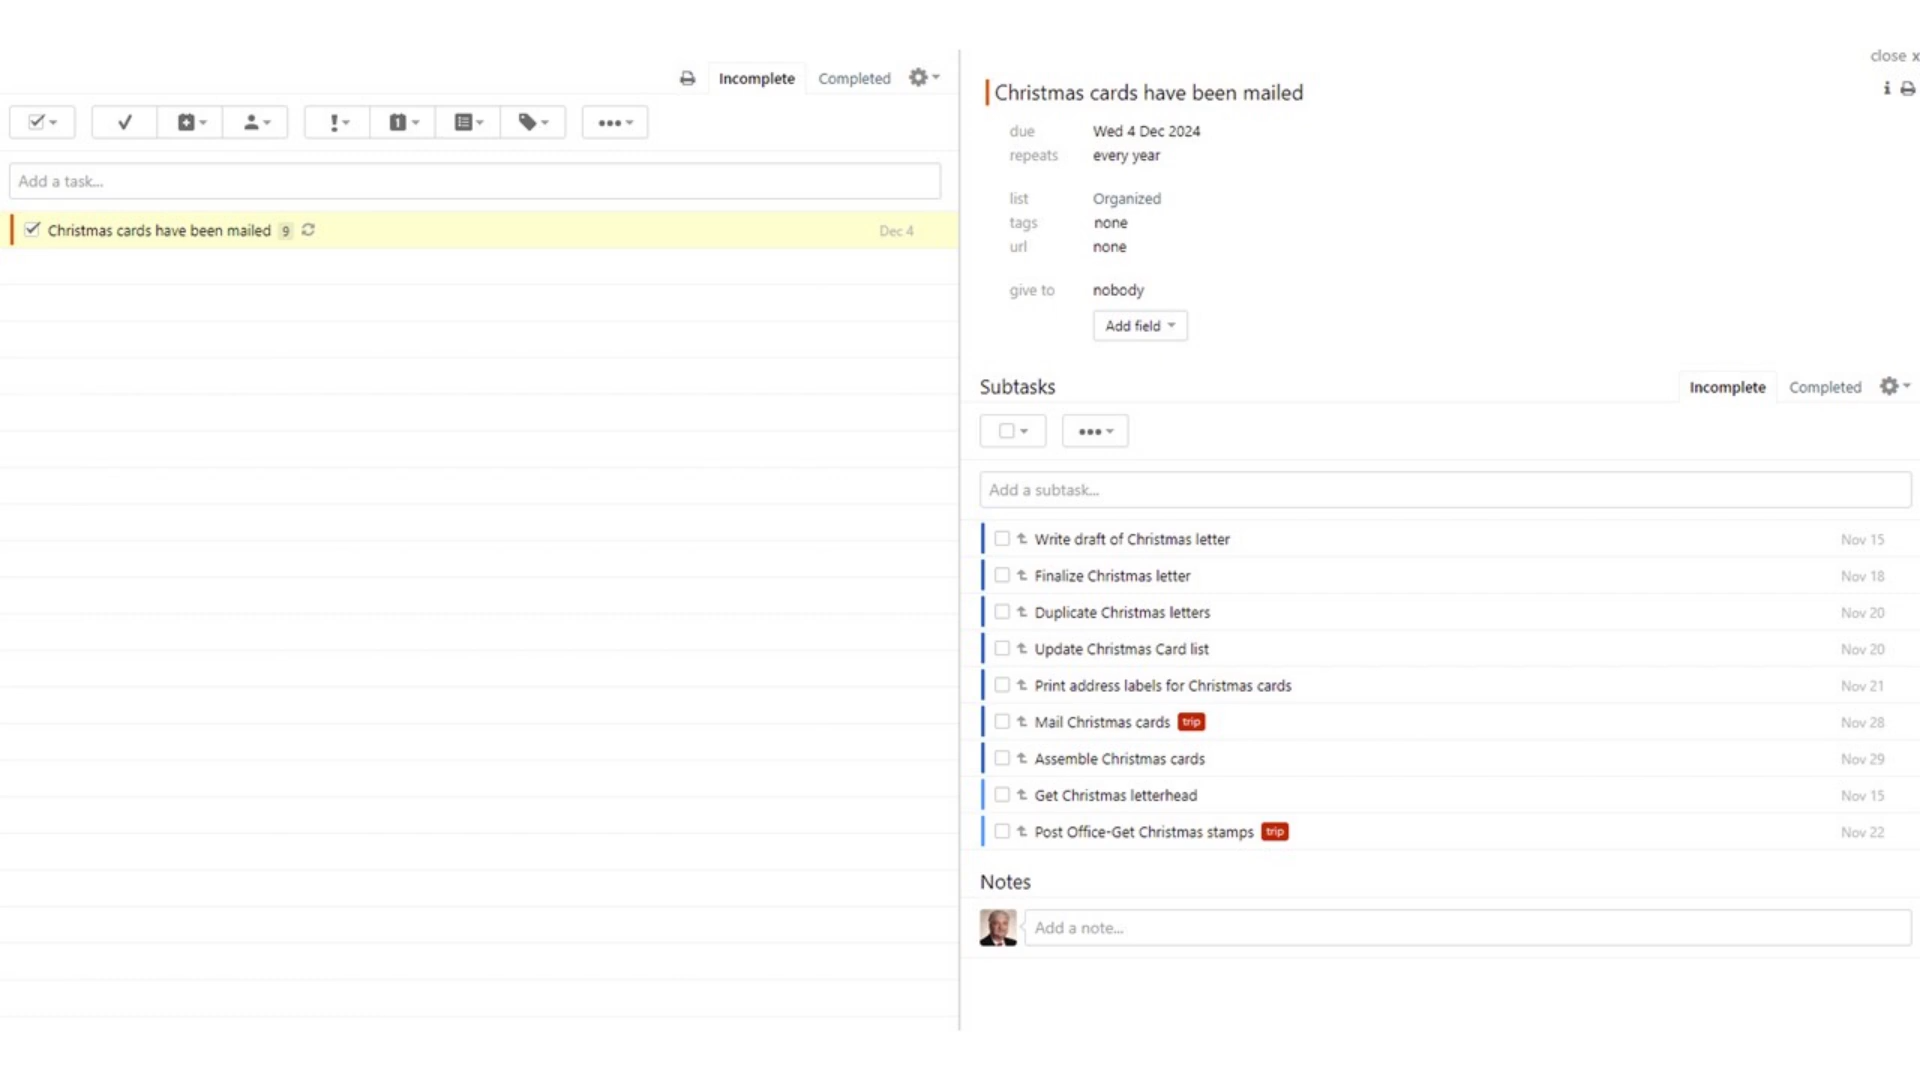 close x
Incomplete Completed
Add a task...
Christmas cards have been mailed 9 Dec 4
Christmas cards have been mailed
due Wed 4 Dec 2024
repeats every year
list Organized
tags none
url none
give to nobody
Add field
Subtasks Incomplete Completed
Add a subtask...
Write draft of Christmas letter Nov 15
Finalize Christmas letter Nov 18
Duplicate Christmas letters Nov 20
Update Christmas Card list Nov 20
Print address labels for Christmas cards Nov 21
Mail Christmas cards trip Nov 28
Assemble Christmas cards Nov 29
Get Christmas letterhead Nov 15
Post Office-Get Christmas stamps trip Nov 22
Notes
Add a note...